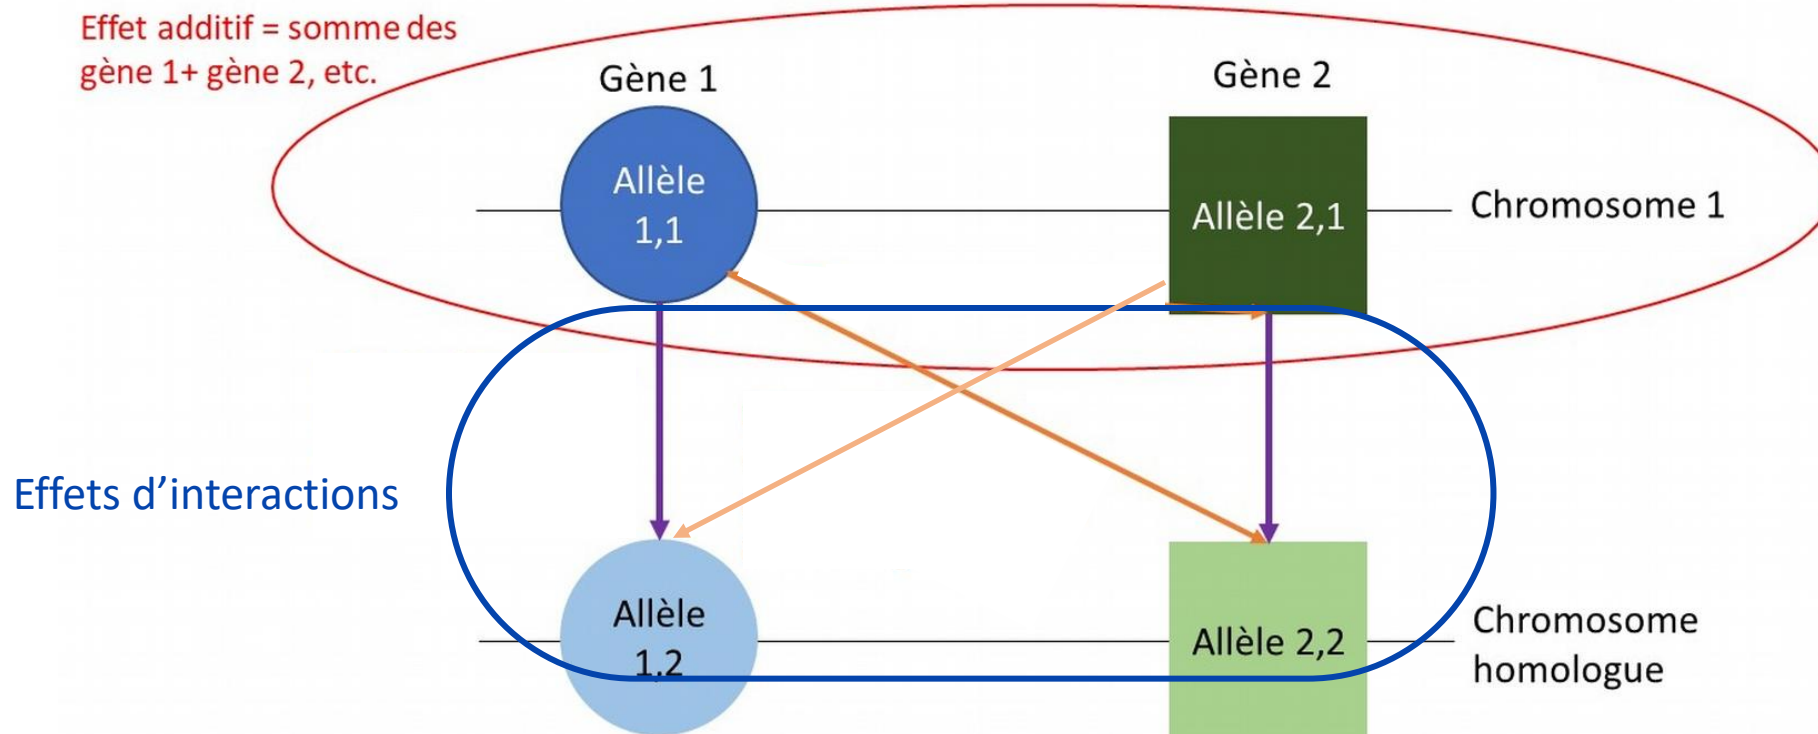 Effet additif = somme des
gène 1+ gène 2, etc.
Gène 1
Gène 2
Allèle
1,1
Allèle 2,1
Chromosome 1
Effets d’interactions
Allèle
1,2
Allèle 2,2
Chromosome
homologue